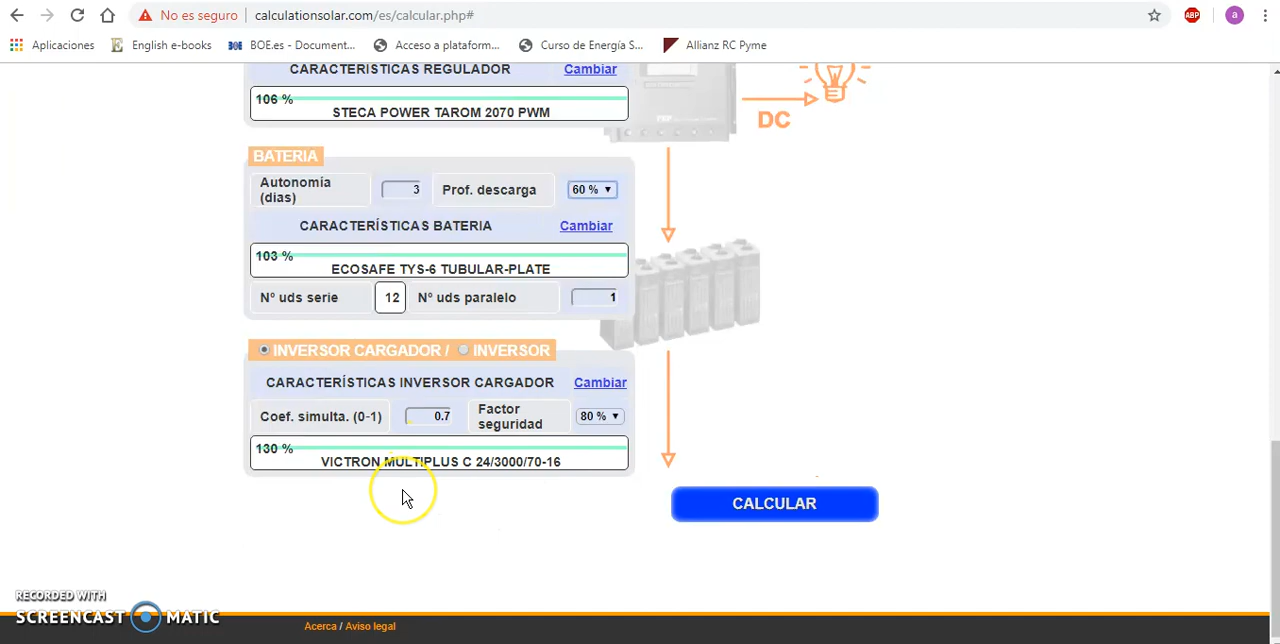 No es seguro calculationsolar.com/es/calcular.php# ABP a
Aplicaciones English e-books BOE.es - Document... Acceso a plataform... Curso de Energía S... Allianz RC Pyme
CARACTERÍSTICAS REGULADOR Cambiar
106 %
STECA POWER TAROM 2070 PWM
DC
BATERIA
Autonomía (dias) 3 Prof. descarga 60 %
CARACTERÍSTICAS BATERIA Cambiar
103 %
ECOSAFE TYS-6 TUBULAR-PLATE
Nº uds serie 12 Nº uds paralelo 1
INVERSOR CARGADOR / INVERSOR
CARACTERÍSTICAS INVERSOR CARGADOR Cambiar
Coef. simulta. (0-1) 0.7 Factor seguridad 80 %
130 %
VICTRON MULTIPLUS C 24/3000/70-16
CALCULAR
RECORDED WITH
SCREENCAST MATIC
Acerca / Aviso legal